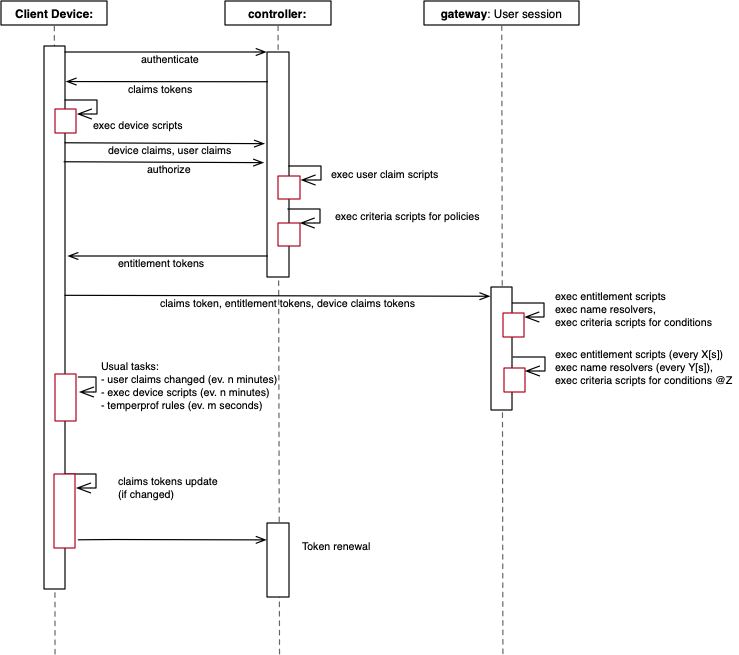 Client Device:
controller:
gateway: User session
authenticate
claims tokens
exec device scripts
device claims, user claims
authorize
exec user claim scripts
exec criteria scripts for policies
entitlement tokens
claims token, entitlement tokens, device claims tokens
exec entitlement scripts
exec name resolvers,
exec criteria scripts for conditions
exec entitlement scripts (every X[s])
exec name resolvers (every Y[s]),
exec criteria scripts for conditions @Z
Usual tasks:
- user claims changed (ev. n minutes)
- exec device scripts (ev. n minutes)
- temperprof rules (ev. m seconds)
claims tokens update
(if changed)
Token renewal